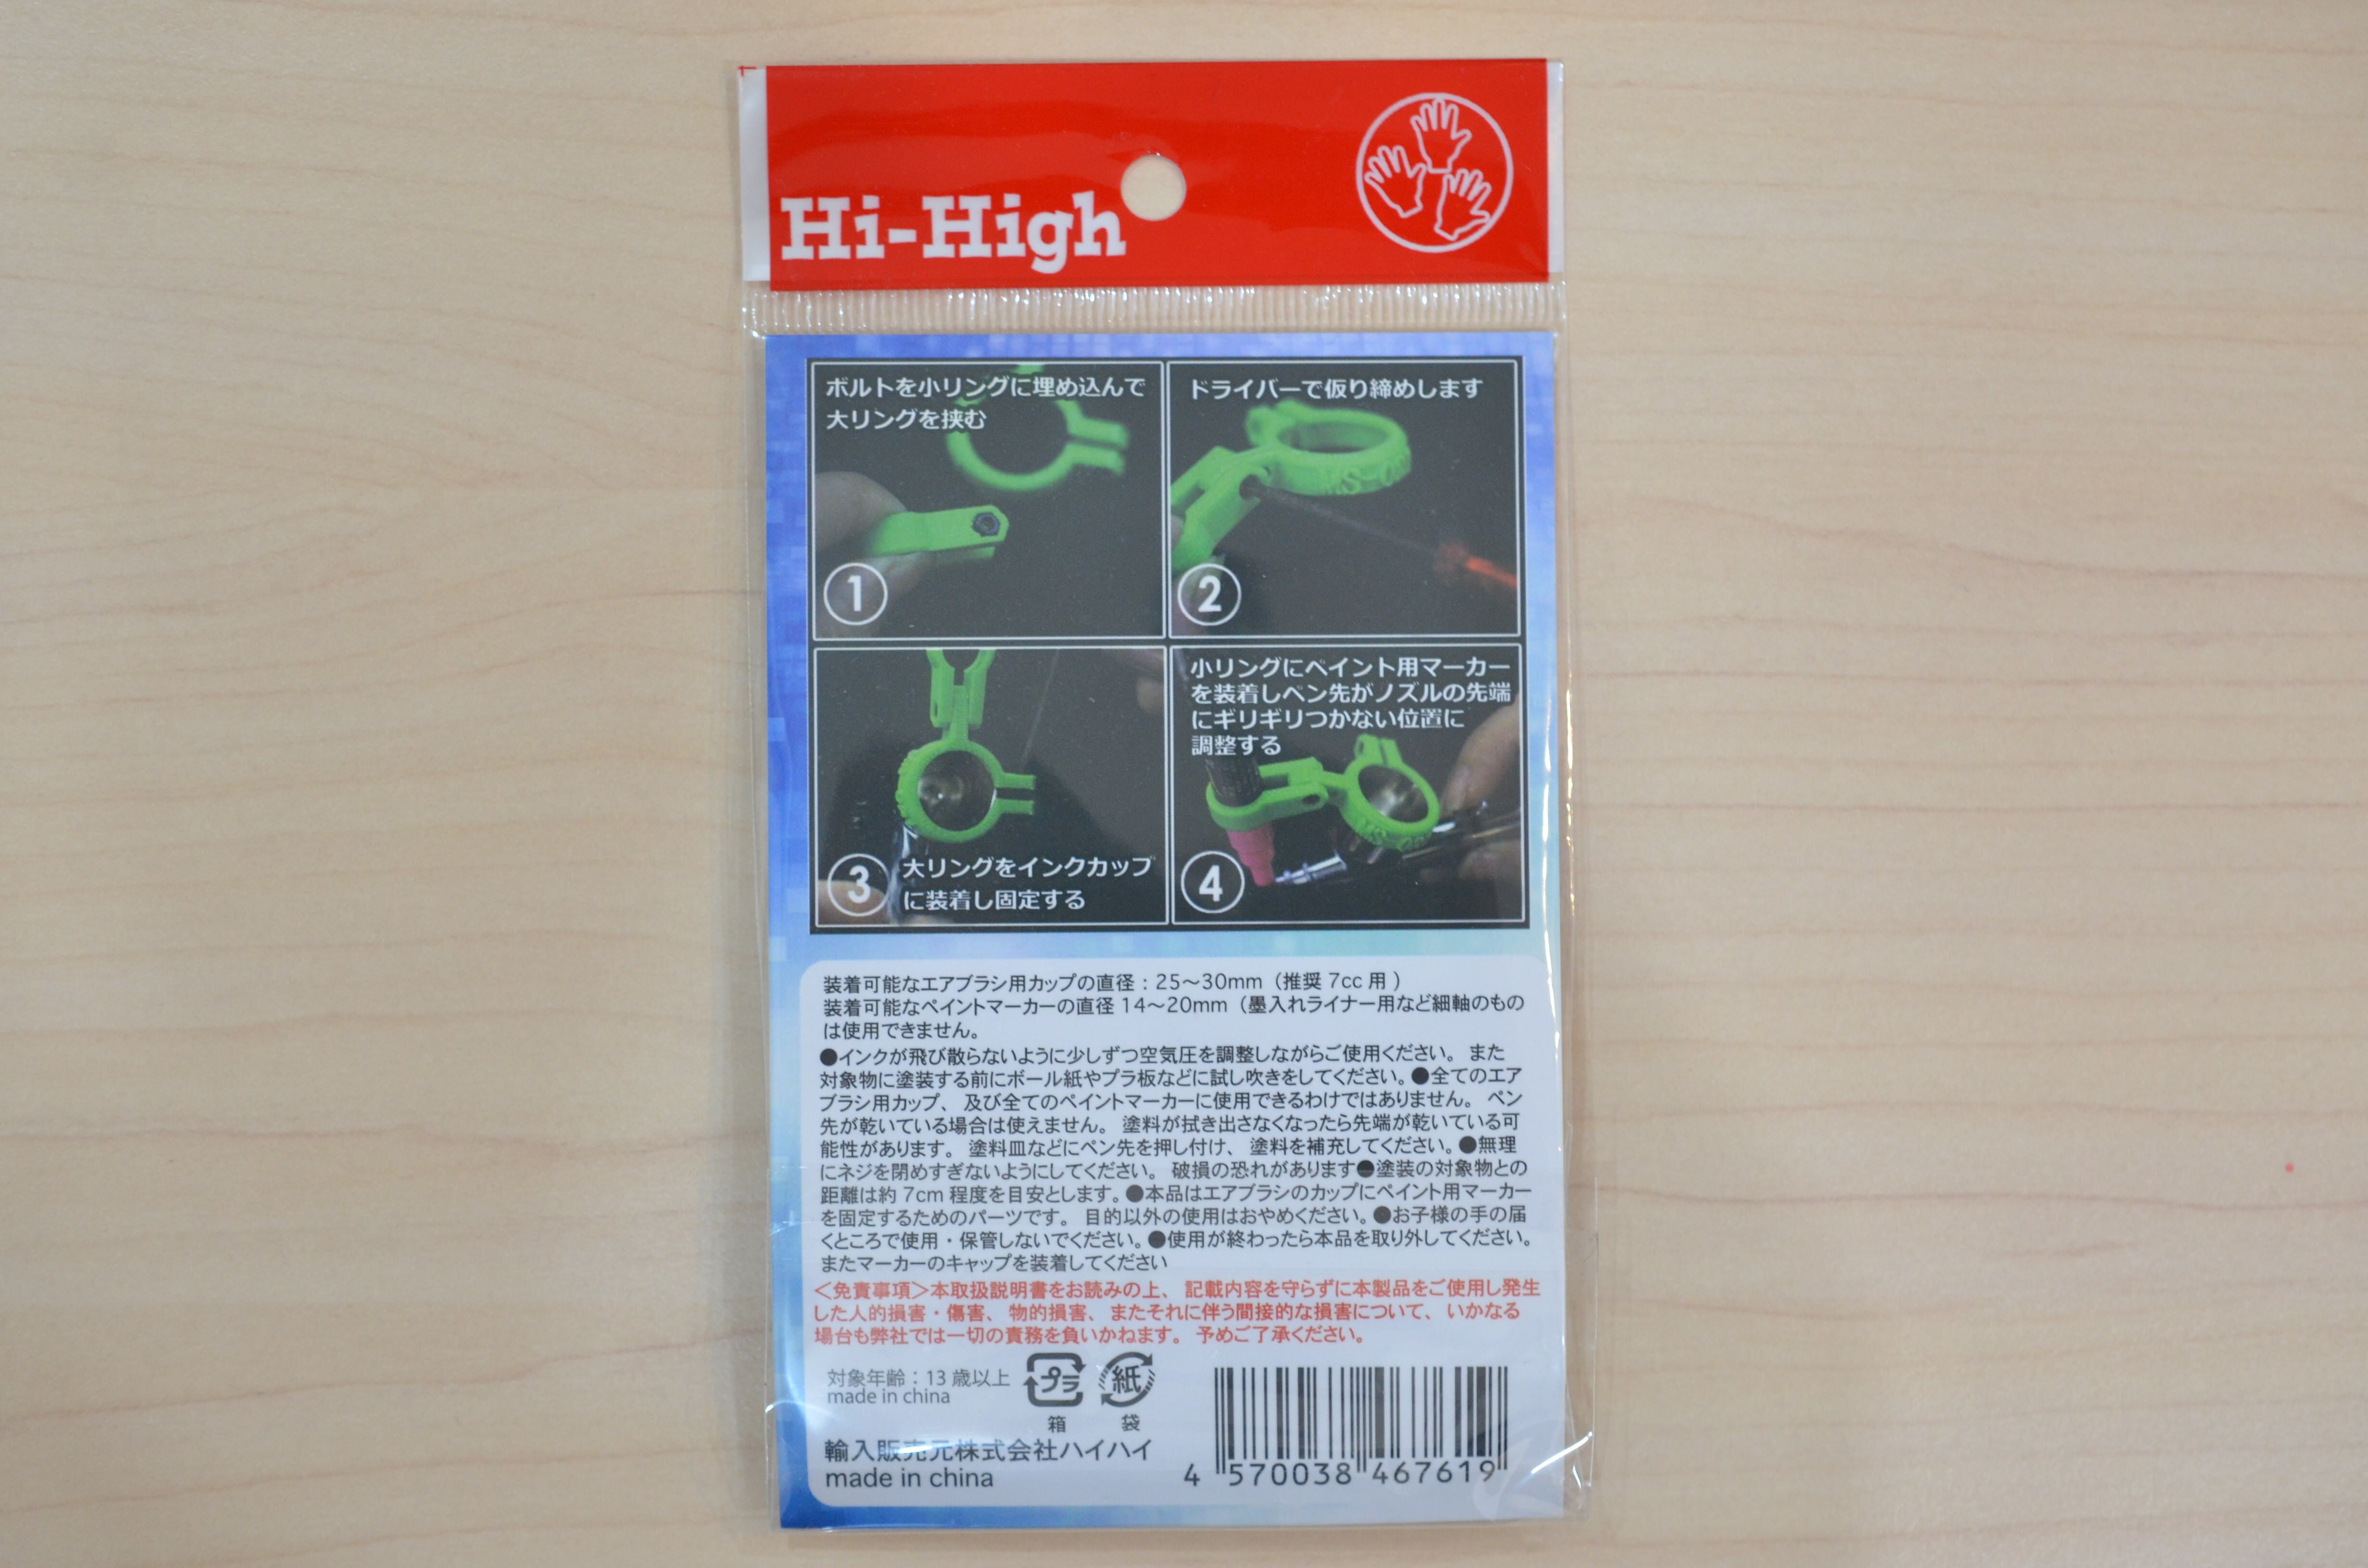 Hi-High
ボルトを小リングに埋め込んで
大リングを挟む
1
ドライバーで仮り締めします
MS-06
2
3
大リングをインクカップ
に装着し固定する
小リングにペイント用マーカー
を装着しペン先がノズルの先端
にギリギリつかない位置に
調整する
4
装着可能なエアブラシ用カップの直径：25〜30mm（推奨 7cc 用 ）
装着可能なペイントマーカーの直径 14〜20mm（墨入れライナー用など細軸のもの
は使用できません。
●インクが飛び散らないように少しずつ空気圧を調整しながらご使用ください。 また
対象物に塗装する前にボール紙やプラ板などに試し吹きをしてください。●全てのエア
ブラシ用カップ、 及び全てのペイントマーカーに使用できるわけではありません。 ペン
先が乾いている場合は使えません。 塗料が拭き出さなくなったら先端が乾いている可
能性があります。 塗料皿などにペン先を押し付け、 塗料を補充してください。●無理
にネジを閉めすぎないようにしてください。 破損の恐れがあります●塗装の対象物との
距離は約 7cm 程度を目安とします。●本品はエアブラシのカップにペイント用マーカー
を固定するためのパーツです。 目的以外の使用はおやめください。●お子様の手の届
くところで使用・保管しないでください。●使用が終わったら本品を取り外してください。
またマーカーのキャップを装着してください
＜免責事項＞本取扱説明書をお読みの上、 記載内容を守らずに本製品をご使用し発生
した人的損害・傷害、 物的損害、 またそれに伴う間接的な損害について、 いかなる
場合も弊社では一切の責務を負いかねます。 予めご了承ください。
対象年齢：13 歳以上
made in china
プラ
箱
紙
袋
輸入販売元株式会社ハイハイ
made in china
4 570038 467619